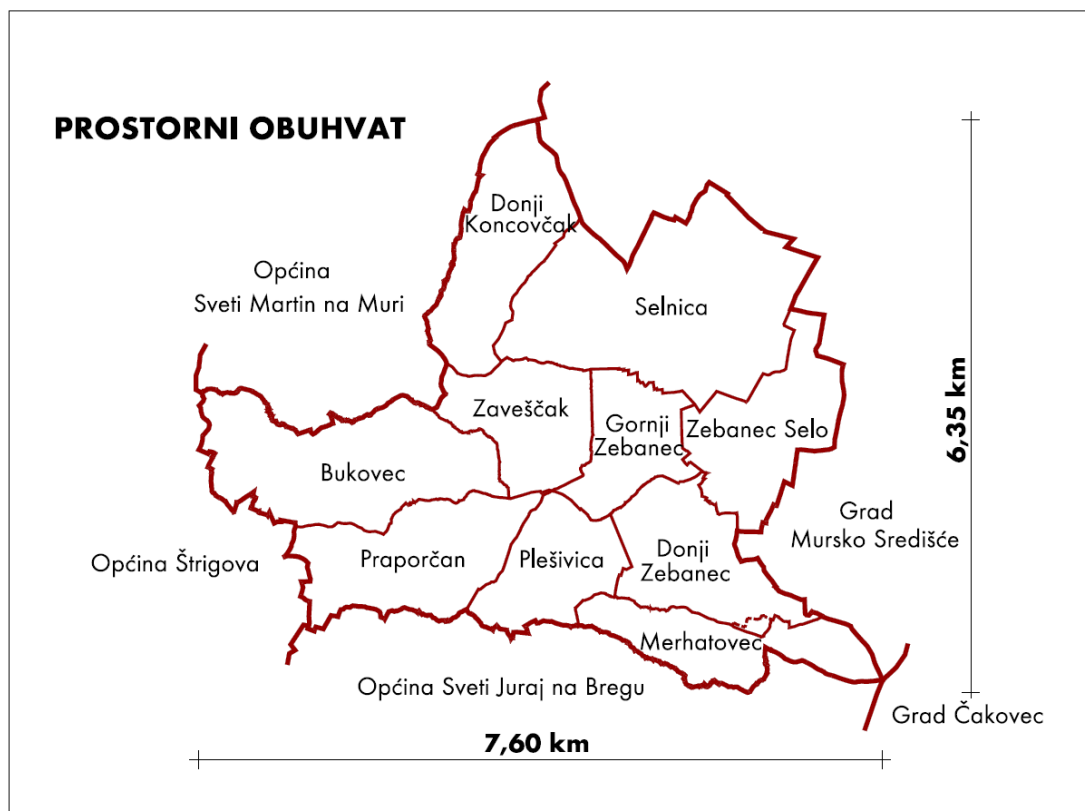 PROSTORNI OBUHVAT
Donji
Koncovčak
Općina
Sveti Martin na Muri
Selnica
6,35 km
Zaveščak
Gornji
Zebanec
Zebanec Selo
Bukovec
Grad
Mursko Središće
Općina Štrigova
Praporčan
Plešivica
Donji
Zebanec
Merhatovec
Općina Sveti Juraj na Bregu
Grad Čakovec
7,60 km